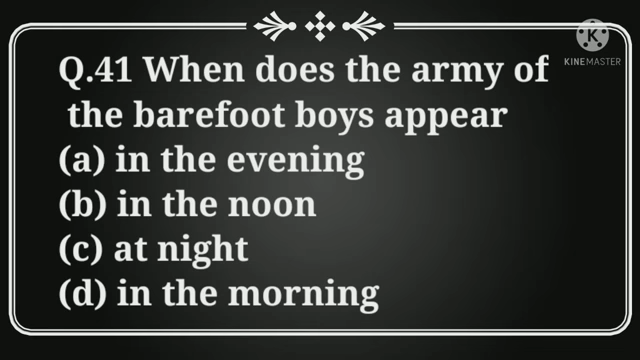 KINEMASTER
Q.41 When does the army of
the barefoot boys appear
(a) in the evening
(b) in the noon
(c) at night
(d) in the morning